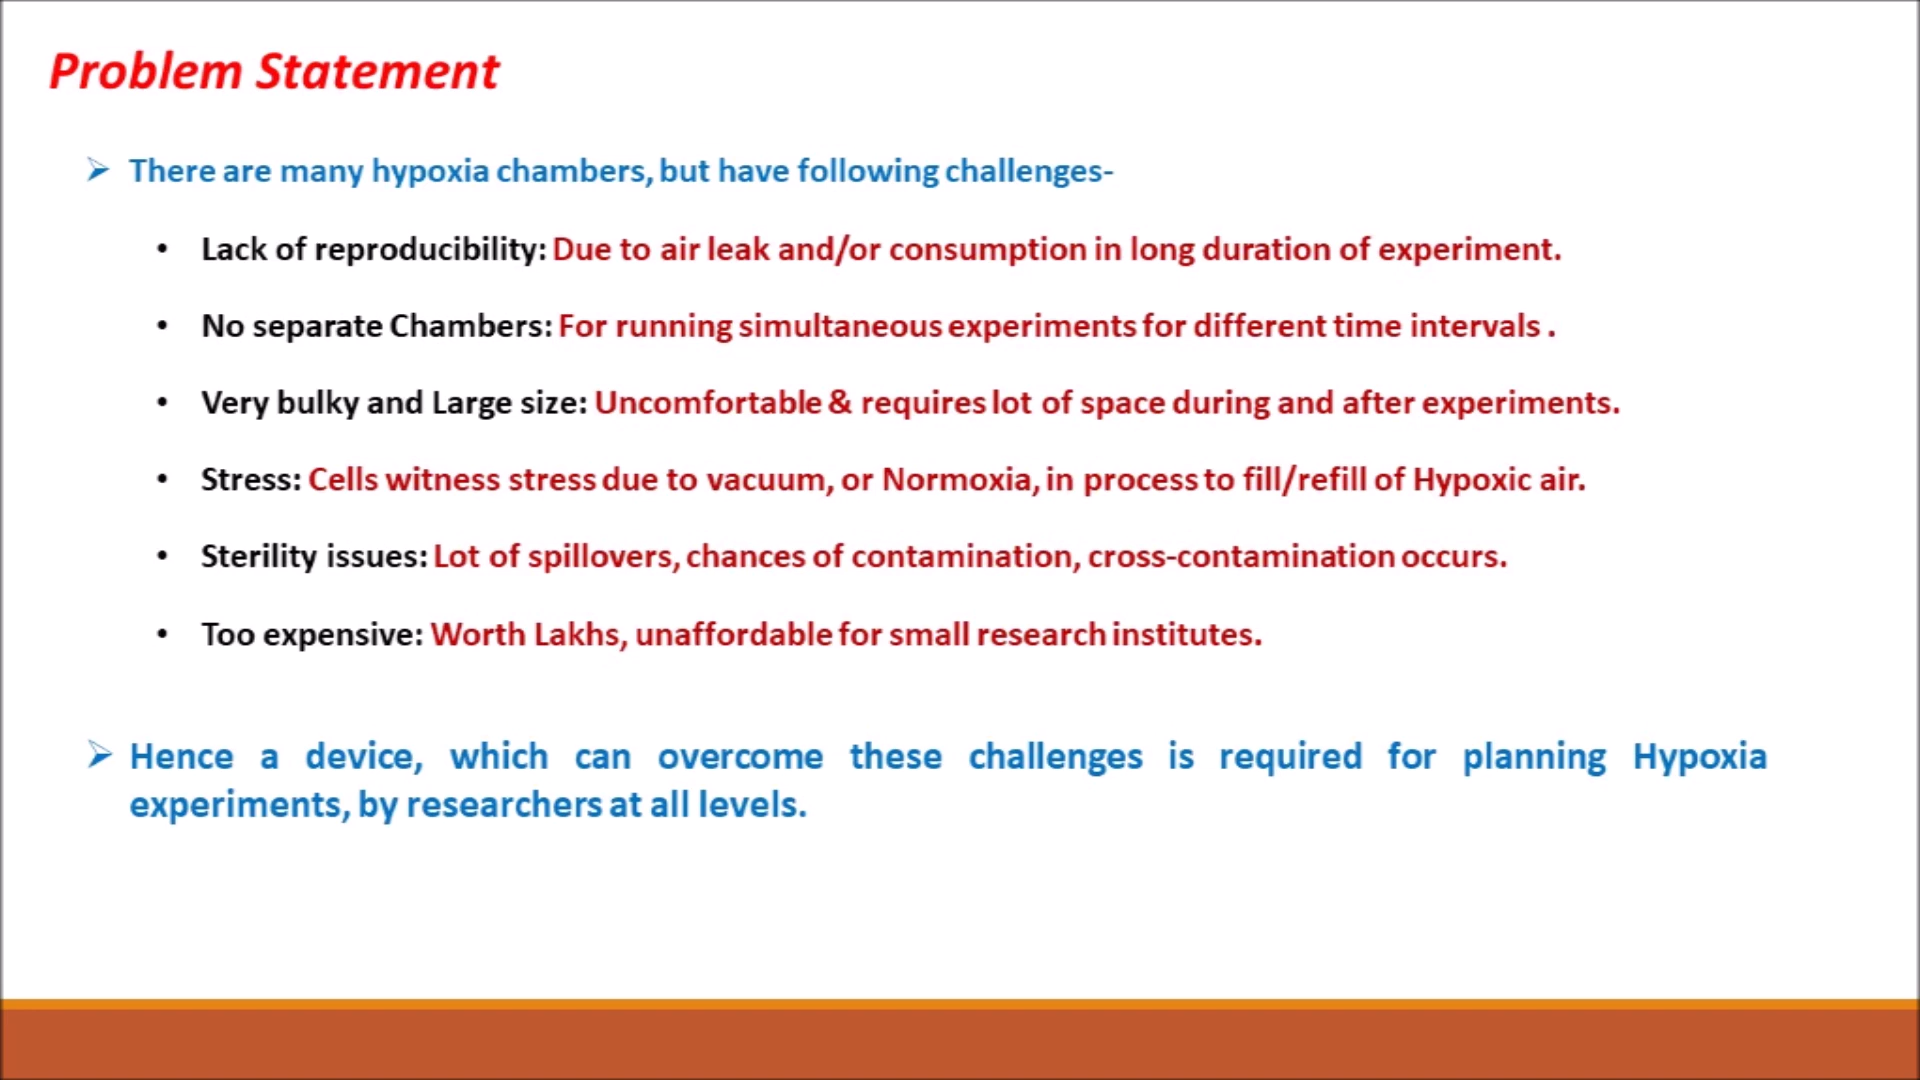 Problem Statement
There are many hypoxia chambers, but have following challenges-
• Lack of reproducibility: Due to air leak and/or consumption in long duration of experiment.
• No separate Chambers: For running simultaneous experiments for different time intervals .
• Very bulky and Large size: Uncomfortable & requires lot of space during and after experiments.
• Stress: Cells witness stress due to vacuum, or Normoxia, in process to fill/refill of Hypoxic air.
• Sterility issues: Lot of spillovers, chances of contamination, cross-contamination occurs.
• Too expensive: Worth Lakhs, unaffordable for small research institutes.
Hence a device, which can overcome these challenges is required for planning Hypoxia
experiments, by researchers at all levels.